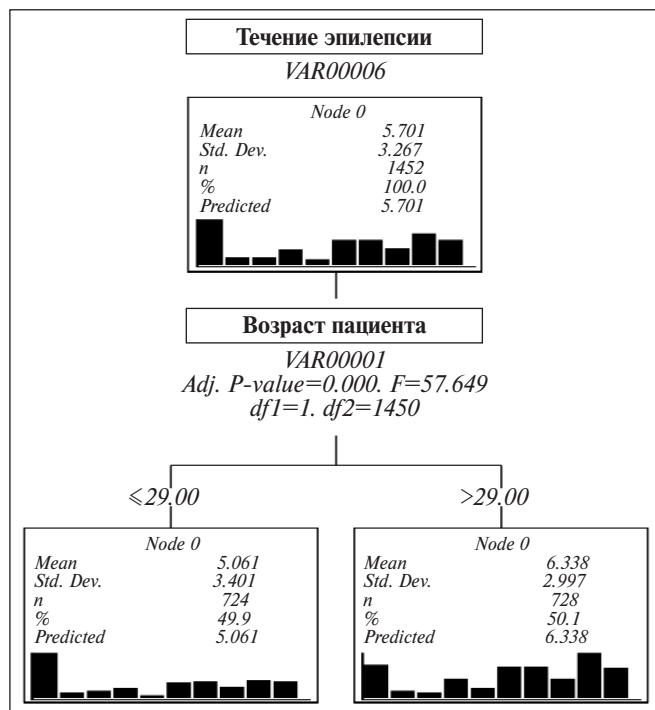 Течение эпилепсии
VAR00006
Node 0
Mean 5.701
Std. Dev. 3.267
n 1452
% 100.0
Predicted 5.701
Возраст пациента
VAR00001
Adj. P-value=0.000. F=57.649
df1=1. df2=1450
≤29.00
>29.00
Node 0
Mean 5.061
Std. Dev. 3.401
n 724
% 49.9
Predicted 5.061
Node 0
Mean 6.338
Std. Dev. 2.997
n 728
% 50.1
Predicted 6.338